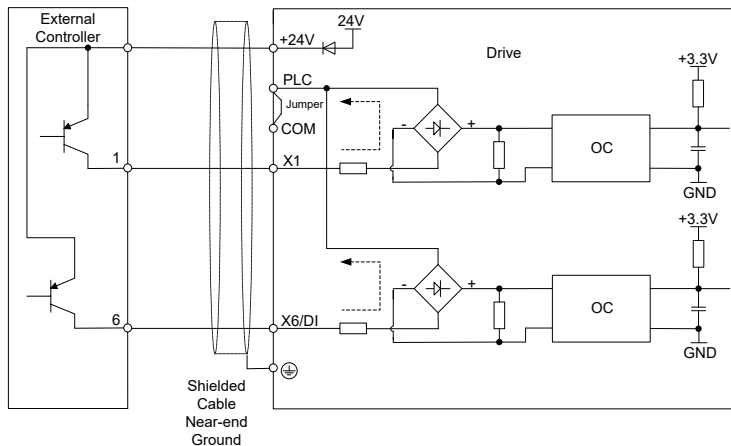 External
Controller
24V
+24V
Drive
PLC
Jumper
COM
+3.3V
- +
OC
1
X1
GND
+3.3V
- +
OC
6
X6/DI
GND
Shielded
Cable
Near-end
Ground